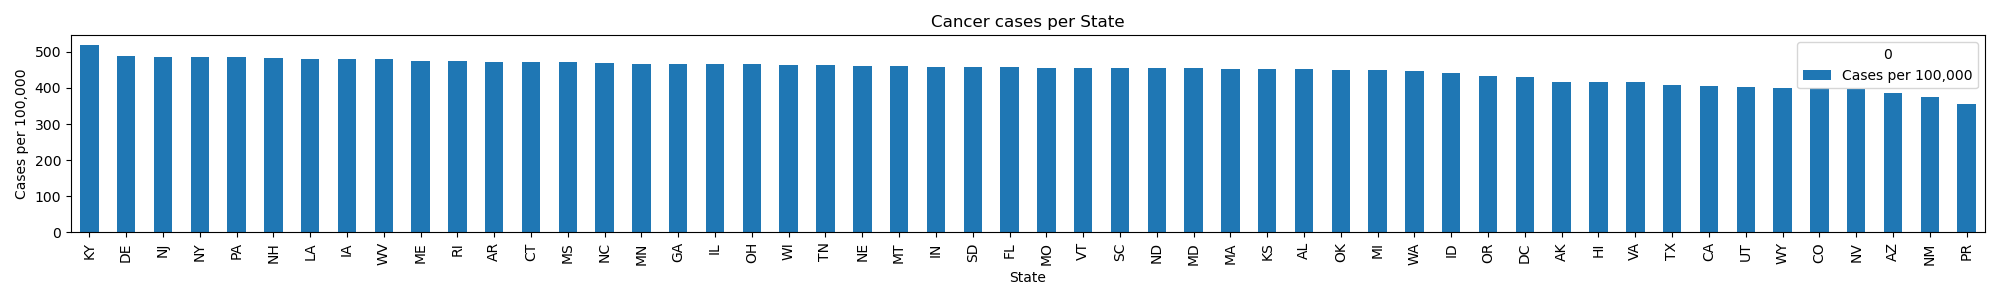 Cancer cases per State
Cases per 100,000
500
400
300
200
100
0
0
Cases per 100,000
KY DE NJ NY PA NH LA IA WV ME RI AR CT MS NC MN GA IL OH WI TN NE MT IN SD FL MO VT SC ND MD MA KS AL OK MI WA ID OR DC AK HI VA TX CA UT WY CO NV AZ NM PR
State